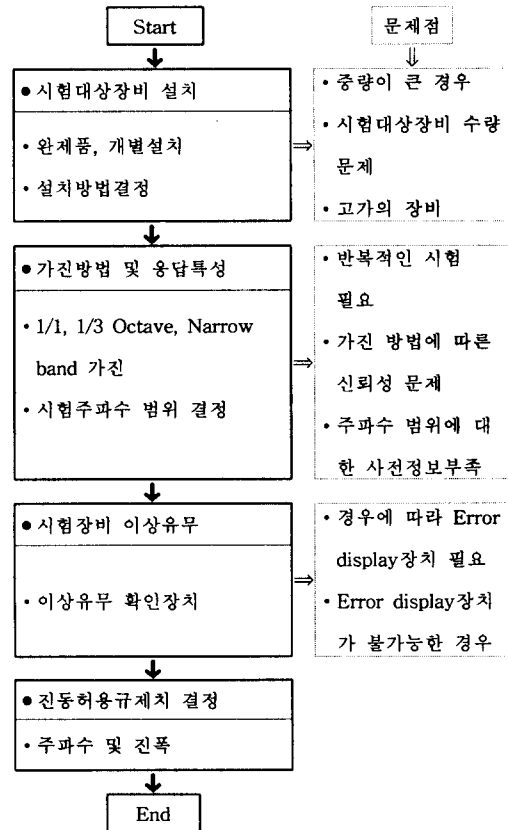 Start
● 시험대상장비 설치
• 완제품, 개별설치
• 설치방법결정
● 가진방법 및 응답특성
• 1/1, 1/3 Octave, Narrow
band 가진
• 시험주파수 범위 결정
● 시험장비 이상유무
• 이상유무 확인장치
● 진동허용규제치 결정
• 주파수 및 진폭
End
문제점
• 중량이 큰 경우
• 시험대상장비 수량
문제
• 고가의 장비
• 반복적인 시험
필요
• 가진 방법에 따른
신뢰성 문제
• 주파수 범위에 대
한 사전정보부족
• 경우에 따라 Error
display장치 필요
• Error display장치
가 불가능한 경우